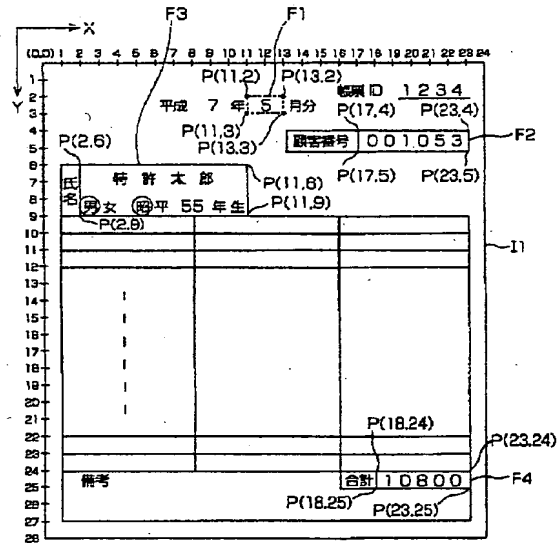 F3 F1
X
(0,0) 1 2 3 4 5 6 7 8 9 10 11 12 13 14 15 16 17 18 19 20 21 22 23 24
Y
1
2
3
4
5
6
7
8
9
10
11
12
13
14
15
16
17
18
19
20
21
22
23
24
25
26
27
28
P(11,2) P(13,2)
帳票ID 1234
平成 7年 5 月分
P(17,4) P(23,4)
P(11,3)
P(13,3)
顧客番号 001053
F2
P(2,6)
P(17,5) P(23,5)
氏名
特許太郎
P(11,6)
男女 昭平 55年生
P(11,9)
P(2,9)
I1
P(18,24)
P(23,24)
備考
合計 10800
F4
P(18,25) P(23,25)